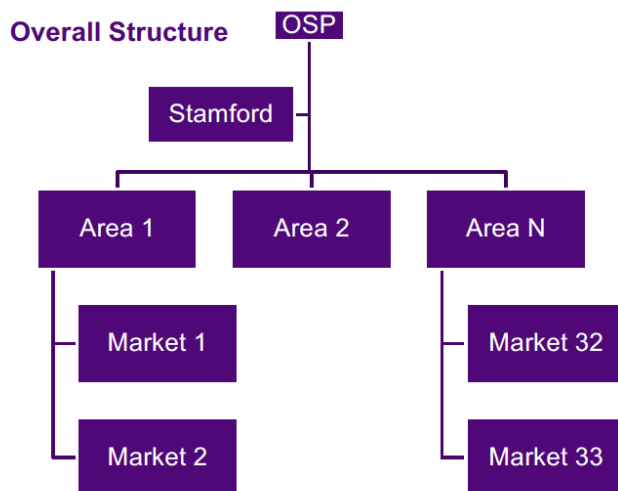 Overall Structure
OSP
Stamford
Area 1
Area 2
Area N
Market 1
Market 32
Market 2
Market 33